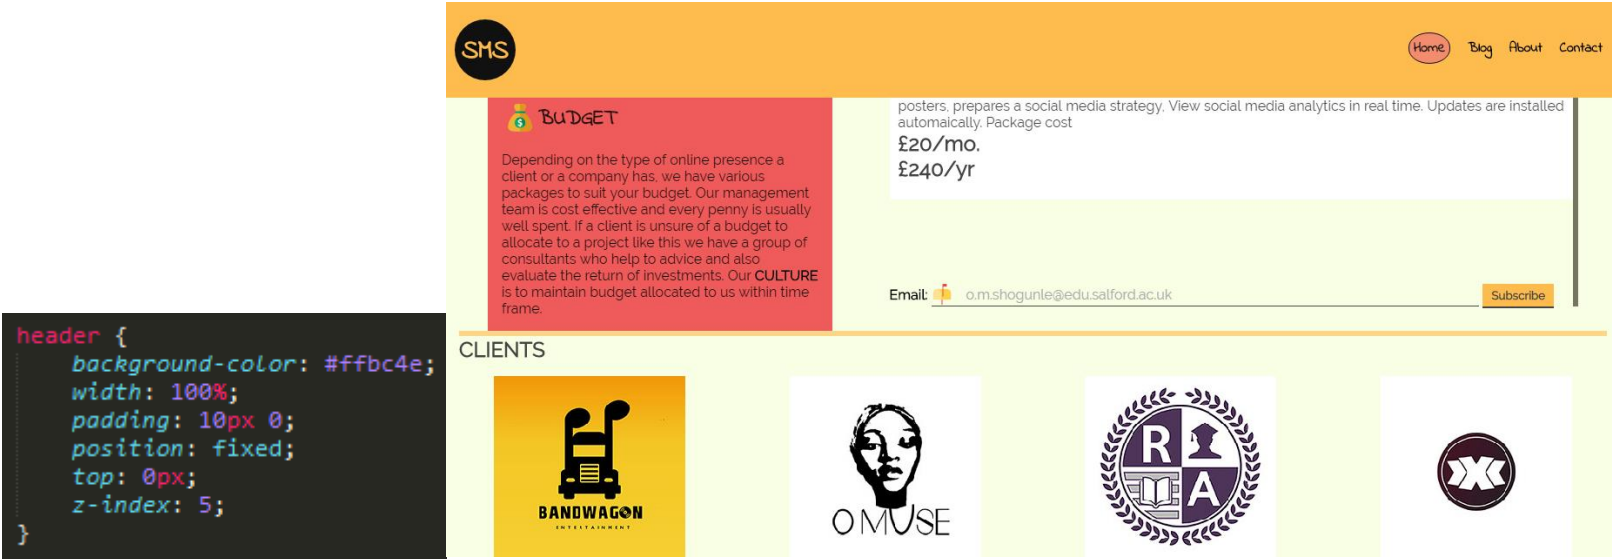 header {
background-color: #ffbc4e;
width: 100%;
padding: 10px 0;
position: fixed;
top: 0px;
z-index: 5;
}
SMS
Home Blog About Contact
BUDGET
Depending on the type of online presence a
client or a company has, we have various
packages to suit your budget. Our management
team is cost effective and every penny is usually
well spent. If a client is unsure of a budget to
allocate to a project like this we have a group of
consultants who help to advice and also
evaluate the return of investments. Our CULTURE
is to maintain budget allocated to us within time
frame.
posters, prepares a social media strategy, View social media analytics in real time. Updates are installed
automaically. Package cost
£20/mo.
£240/yr
Email: o.m.shogunle@edu.salford.ac.uk Subscribe
CLIENTS
BANDWAGON
ENTERTAINMENT
O MUSE
R
A
X